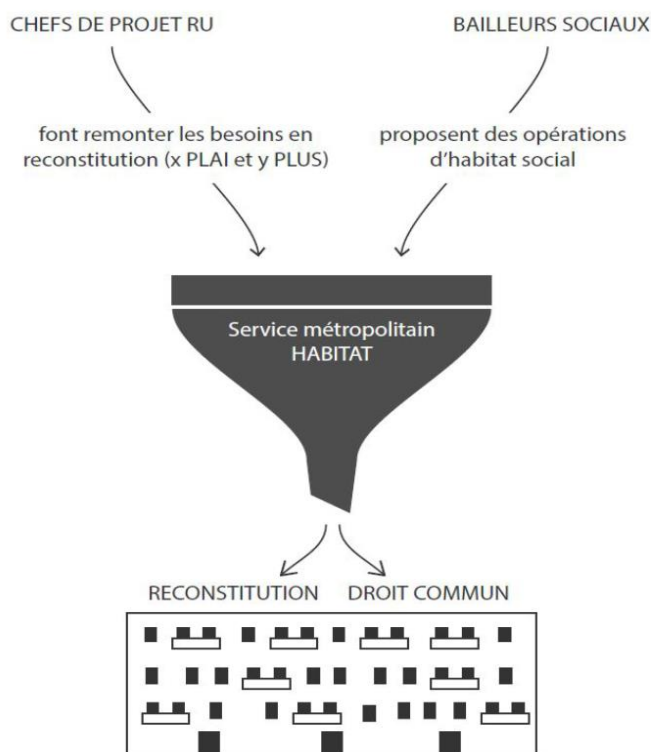 CHEFS DE PROJET RU
BAILLEURS SOCIAUX
font remonter les besoins en
reconstitution (x PLAI et y PLUS)
proposent des opérations
d'habitat social
Service métropolitain
HABITAT
RECONSTITUTION
DROIT COMMUN